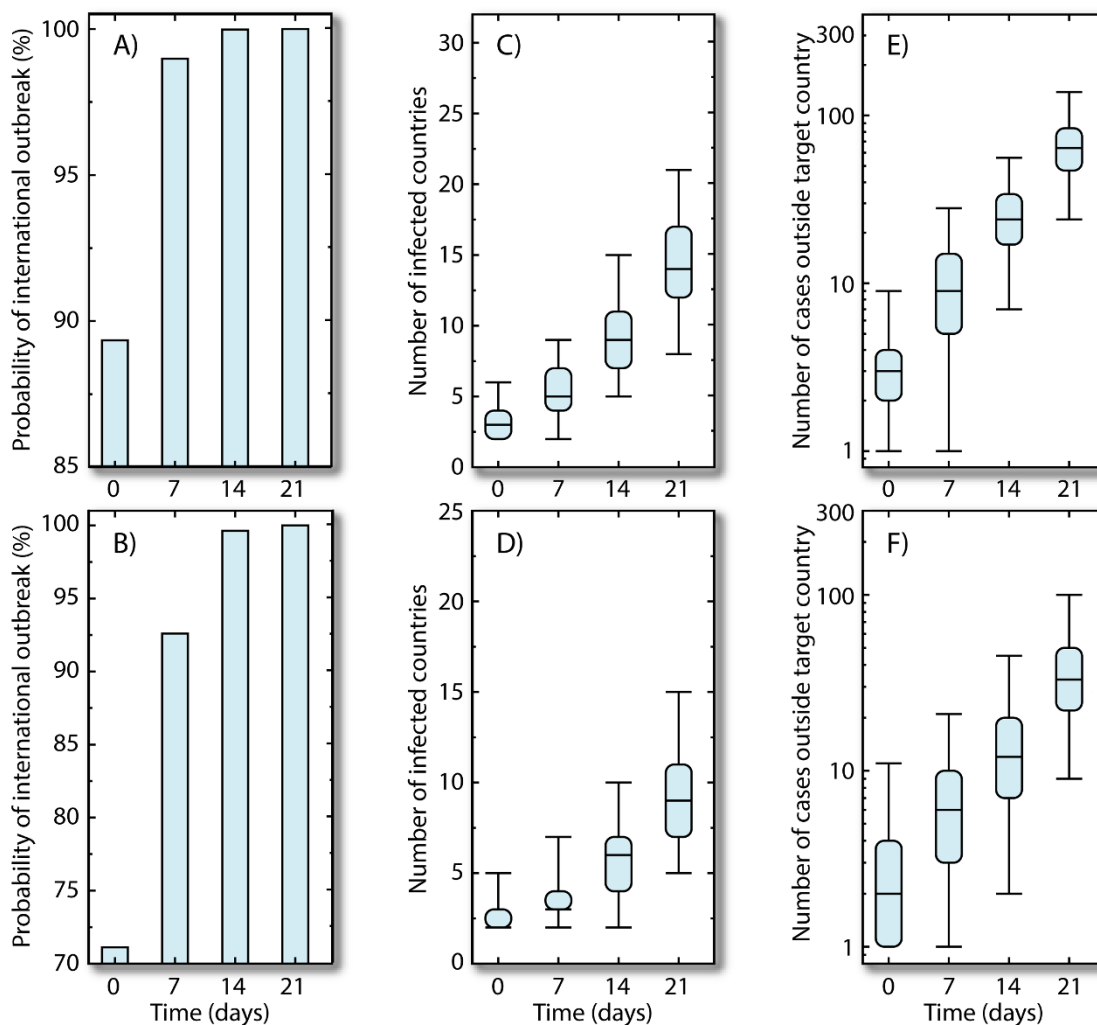 Probability of international outbreak (%)
A)
100
95
90
85
0 7 14 21
Number of infected countries
C)
30
25
20
15
10
5
0
0 7 14 21
Number of cases outside target country
E)
300
100
10
1
0 7 14 21
Probability of international outbreak (%)
B)
100
95
90
85
80
75
70
0 7 14 21
Time (days)
Number of infected countries
D)
25
20
15
10
5
0
0 7 14 21
Time (days)
Number of cases outside target country
F)
300
100
10
1
0 7 14 21
Time (days)